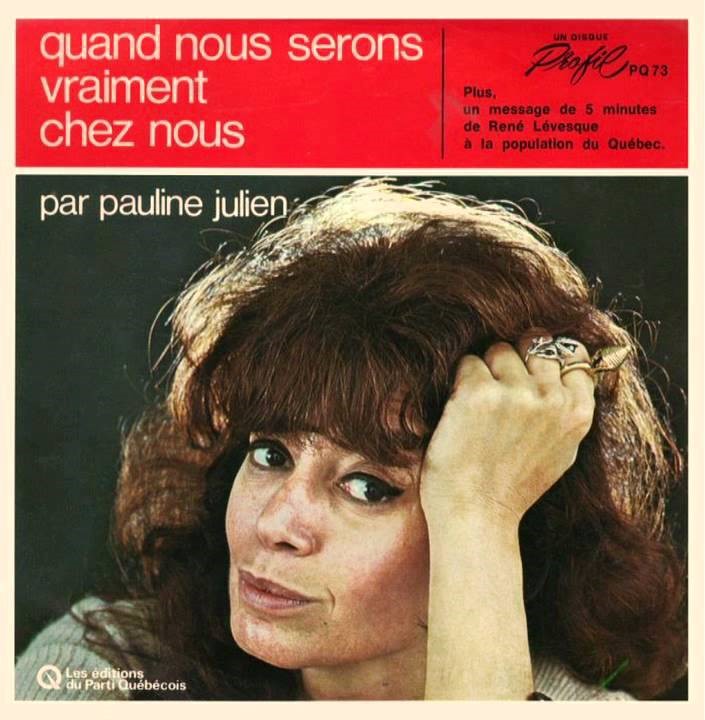 quand nous serons
vraiment
chez nous
UN DISQUE
Profil PQ 73
Plus,
un message de 5 minutes
de René Lévesque
à la population du Québec.
par pauline julien
Les éditions
du Parti Québécois